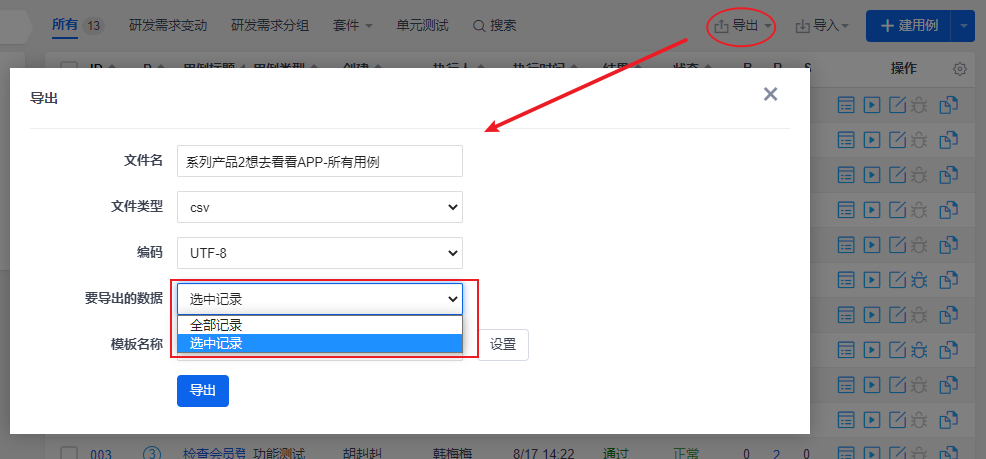 所有 13 研发需求变动 研发需求分组 套件 单元测试 搜索 导出 导入 建用例
操作
导出
文件名 系列产品2想去看看APP-所有用例
文件类型 csv
编码 UTF-8
要导出的数据 选中记录
全部记录
选中记录
模板名称 设置
导出
003 3 检查会员登 功能测试 胡赳赳 韩梅梅 8/17 14:22 通过 正常 0 2 0